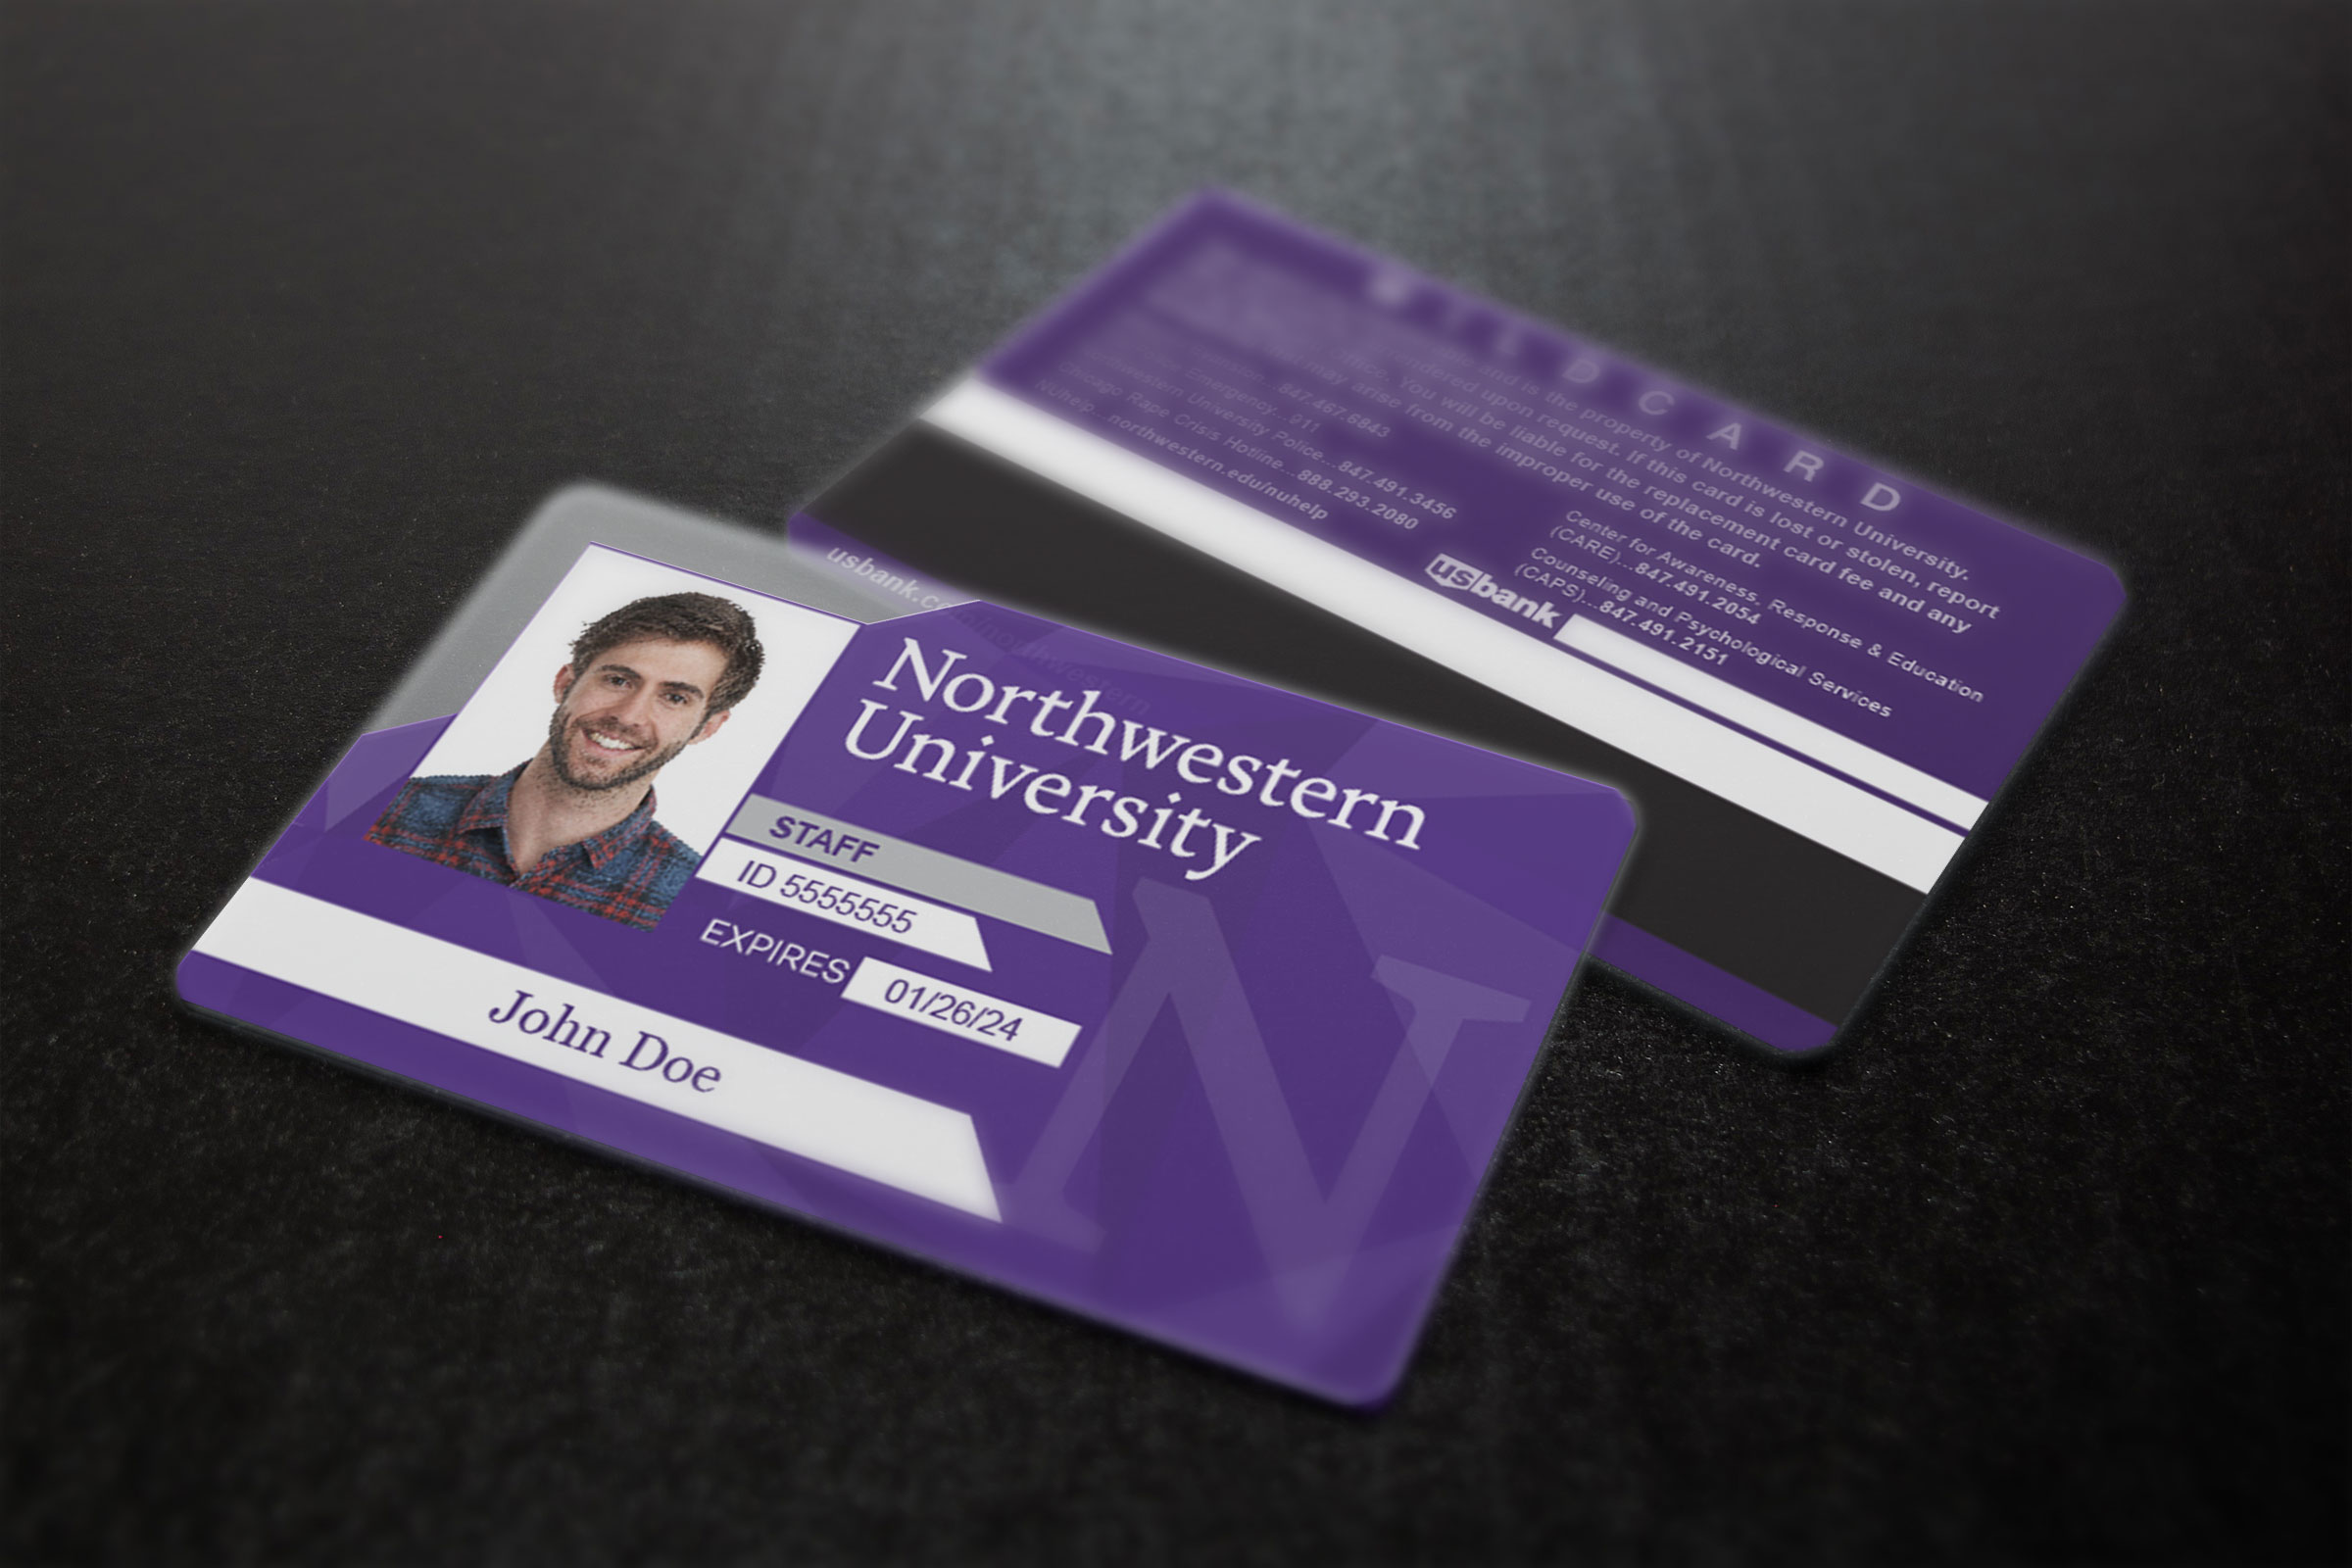 Northwestern
University
STAFF
ID 5555555
EXPIRES 01/26/24
John Doe
WILDCARD
and is the property of Northwestern University.
upon request. If this card is lost or stolen, report
You will be liable for the replacement card fee and any
may arise from the improper use of the card.
847.467.6843
Emergency...911
Northwestern University Police...847.491.3456
Chicago Rape Crisis Hotline...888.293.2080
NUhelp...northwestern.edu/nuhelp
Center for Awareness, Response & Education
(CARE)...847.491.2054
Counseling and Psychological Services
(CAPS)...847.491.2151
usbank
usbank.com/northwestern